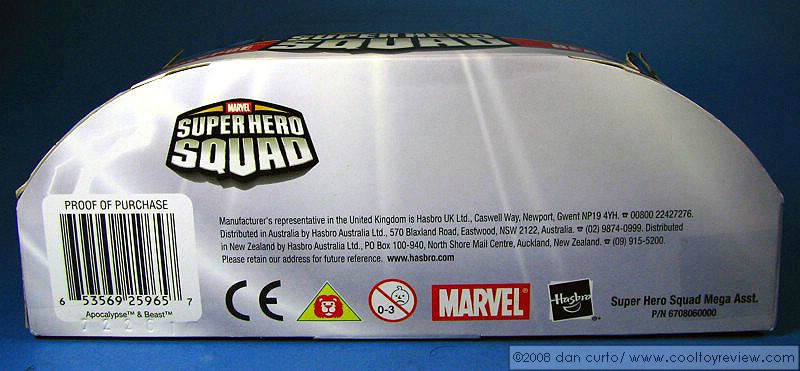 SUPER HERO
SQUAD
MARVEL
SUPER HERO
SQUAD
PROOF OF PURCHASE
6 53569 25965 7
Apocalypse™ & Beast™
Manufacturer's representative in the United Kingdom is Hasbro UK Ltd., Caswell Way, Newport, Gwent NP19 4YH. ☎ 00800 22427276.
Distributed in Australia by Hasbro Australia Ltd., 570 Blaxland Road, Eastwood, NSW 2122, Australia. ☎ (02) 9874-0999. Distributed
in New Zealand by Hasbro Australia Ltd., PO Box 100-940, North Shore Mail Centre, Auckland, New Zealand. ☎ (09) 915-5200.
Please retain our address for future reference. www.hasbro.com
CE
0-3
MARVEL®
Hasbro ®
Super Hero Squad Mega Asst.
P/N 6708060000
©2008 dan curto/ www.cooltoyreview.com